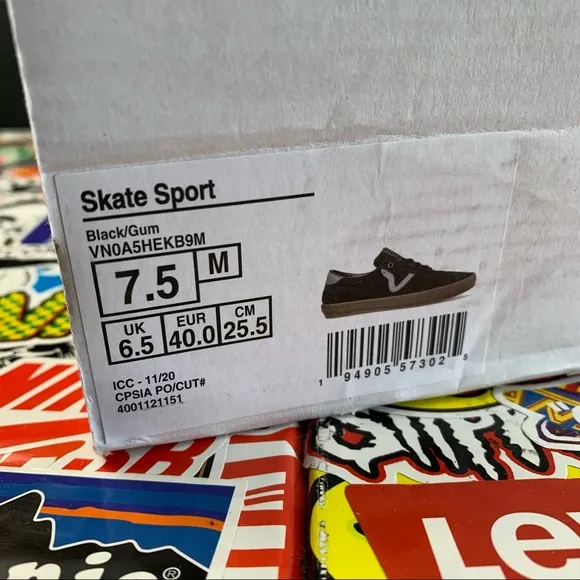 Skate Sport
Black/Gum
VN0A5HEKB9M
7.5 M
UK EUR CM
6.5 40.0 25.5
ICC - 11/20
CPSIA PO/CUT#
4001121151
1 94905 57302 5
Lev
®